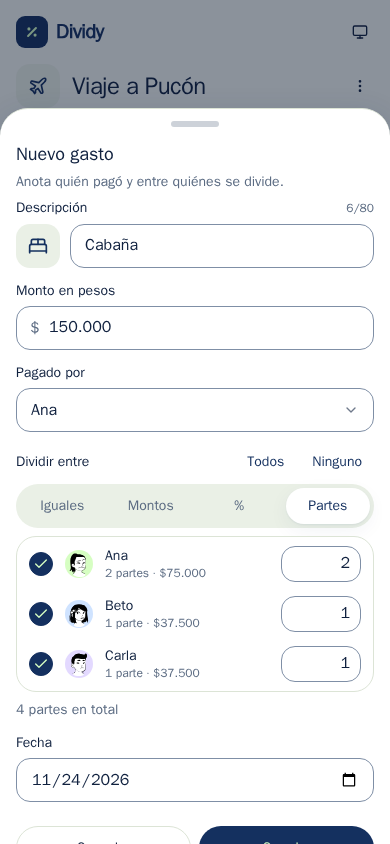 Dividy
Viaje a Pucón
Nuevo gasto
Anota quién pagó y entre quiénes se divide.
Descripción 6/80
Cabaña
Monto en pesos
$ 150.000
Pagado por
Ana
Dividir entre Todos Ninguno
Iguales Montos % Partes
Ana
2 partes · $75.000 2
Beto
1 parte · $37.500 1
Carla
1 parte · $37.500 1
4 partes en total
Fecha
11/24/2026